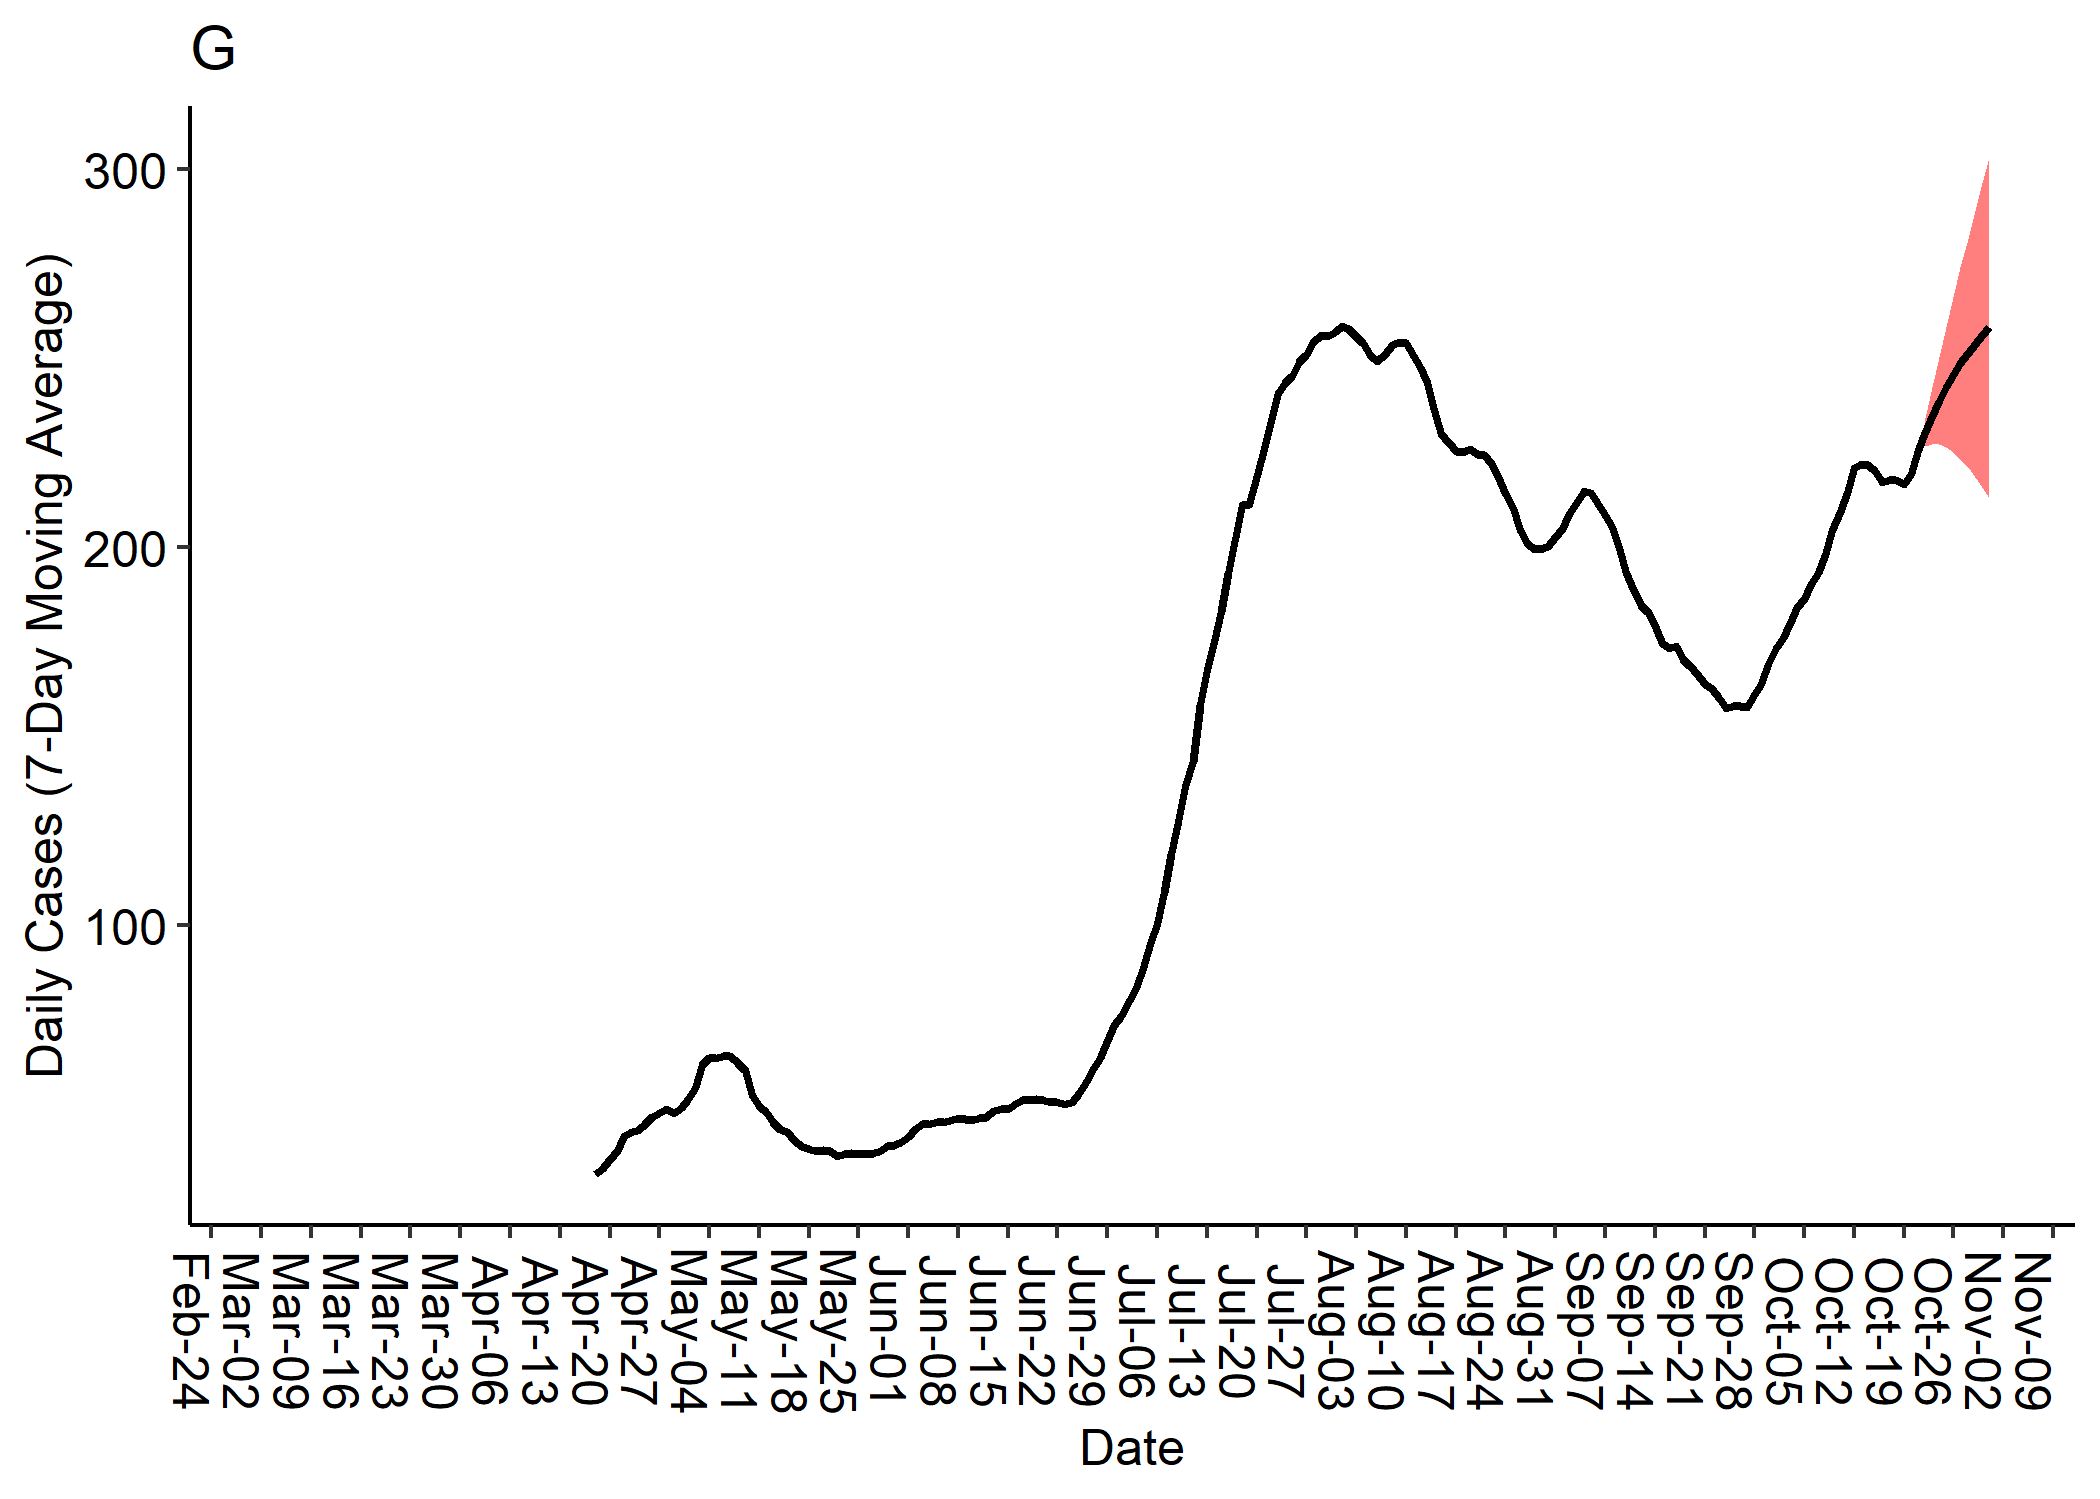 G
Daily Cases (7-Day Moving Average)
300
200
100
Feb-24
Mar-02
Mar-09
Mar-16
Mar-23
Mar-30
Apr-06
Apr-13
Apr-20
Apr-27
May-04
May-11
May-18
May-25
Jun-01
Jun-08
Jun-15
Jun-22
Jun-29
Jul-06
Jul-13
Jul-20
Jul-27
Aug-03
Aug-10
Aug-17
Aug-24
Aug-31
Sep-07
Sep-14
Sep-21
Sep-28
Oct-05
Oct-12
Oct-19
Oct-26
Nov-02
Nov-09
Date